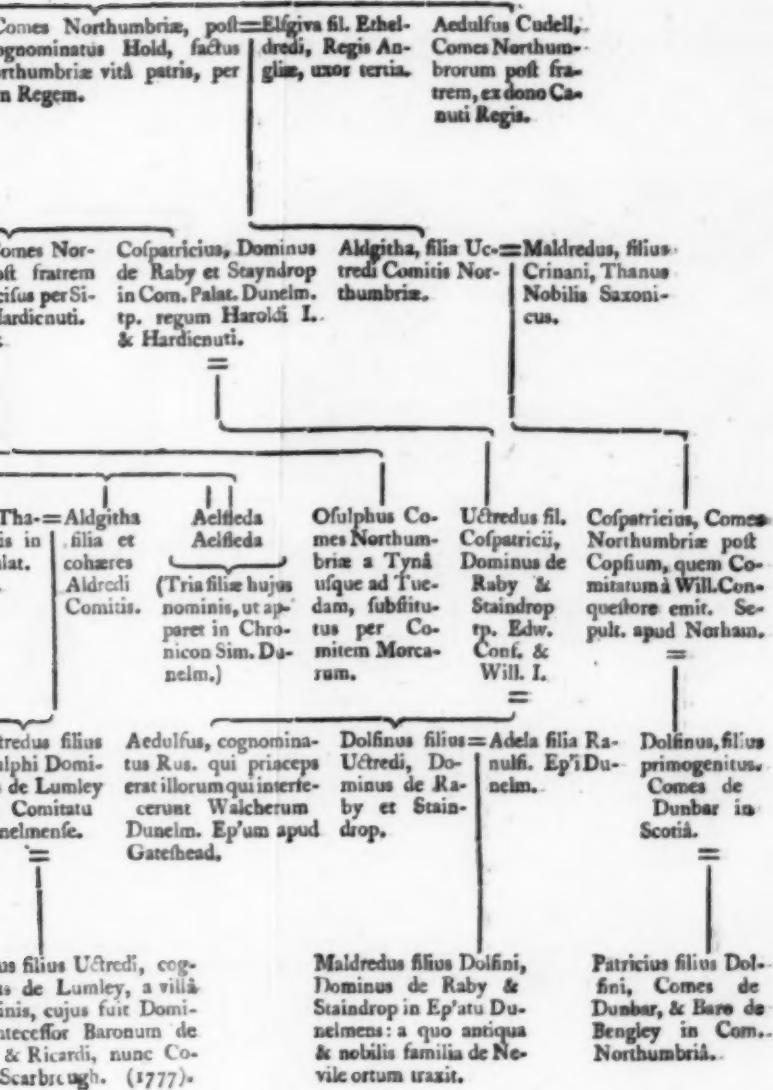 Comes Northumbriæ, poſt
ognominatus Hold, factus
orthumbriæ vitâ patris, per
n Regem.
Elſgiva fil. Ethel-
dredi, Regis An-
gliæ, uxor tertia.
Aedulfus Cudell,
Comes Northum-
brorum poſt fra-
trem, ex dono Ca-
nuti Regis.
Comes Nor-
oſt fratrem
ciſus per Si-
Hardicnuti.
Coſpatricius, Dominus
de Raby et Stayndrop
in Com. Palat. Dunelm.
tp. regum Haroldi I.
& Hardicnuti.
=
Aldgitha, filia Uc-
tredi Comitis Nor-
thumbriæ.
=
Maldredus, filius
Crinani, Thanus
Nobilis Saxoni-
cus.
Tha-
is in
lat.
=
Aldgitha
filia et
cohæres
Aldredi
Comitis.
Aelfleda
Aelfleda
(Tria filiæ hujus
nominis, ut ap-
paret in Chro-
nicon Sim. Du-
nelm.)
Oſulphus Co-
mes Northum-
briæ a Tynâ
uſque ad Tue-
dam, ſubſtitu-
tus per Co-
mitem Morca-
rum.
Uctredus fil.
Coſpatricii,
Dominus de
Raby &
Staindrop
tp. Edw.
Conf. &
Will. I.
=
Coſpatricius, Comes
Northumbriæ poſt
Copſium, quem Co-
mitatum à Will. Con-
queſtore emit. Se-
pult. apud Norham.
=
tredus filius
ulphi Domi-
de Lumley
Comitatu
nelmenſe.
=
Aedulfus, cognomina-
tus Rus. qui princeps
erat illorum qui interfe-
cerunt Walcherum
Dunelm. Ep'um apud
Gateſhead.
Dolfinus filius
Uctredi, Do-
minus de Ra-
by et Stain-
drop.
=
Adela filia Ra-
nulfi. Ep'i Du-
nelm.
Dolfinus, filius
primogenitus.
Comes de
Dunbar in
Scotiâ.
=
us filius Uctredi, cog-
us de Lumley, a villâ
inis, cujus fuit Domi-
nteceſſor Baronum de
& Ricardi, nunc Co-
Scarbreugh. (1777).
Maldredus filius Dolfini,
Dominus de Raby &
Staindrop in Ep'atu Du-
nelmens: a quo antiqua
& nobilis familia de Ne-
vile ortum traxit.
Patricius filius Dol-
fini, Comes de
Dunbar, & Baro de
Bengley in Com.
Northumbriâ.